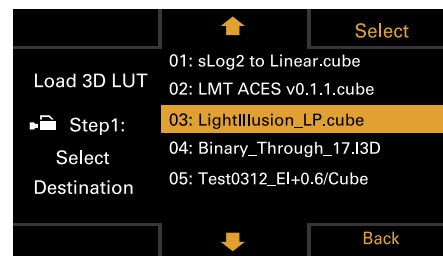 Select
Load 3D LUT
Step1:
Select
Destination
01: sLog2 to Linear.cube
02: LMT ACES v0.1.1.cube
03: LightIllusion_LP.cube
04: Binary_Through_17.l3D
05: Test0312_EI+0.6/Cube
Back